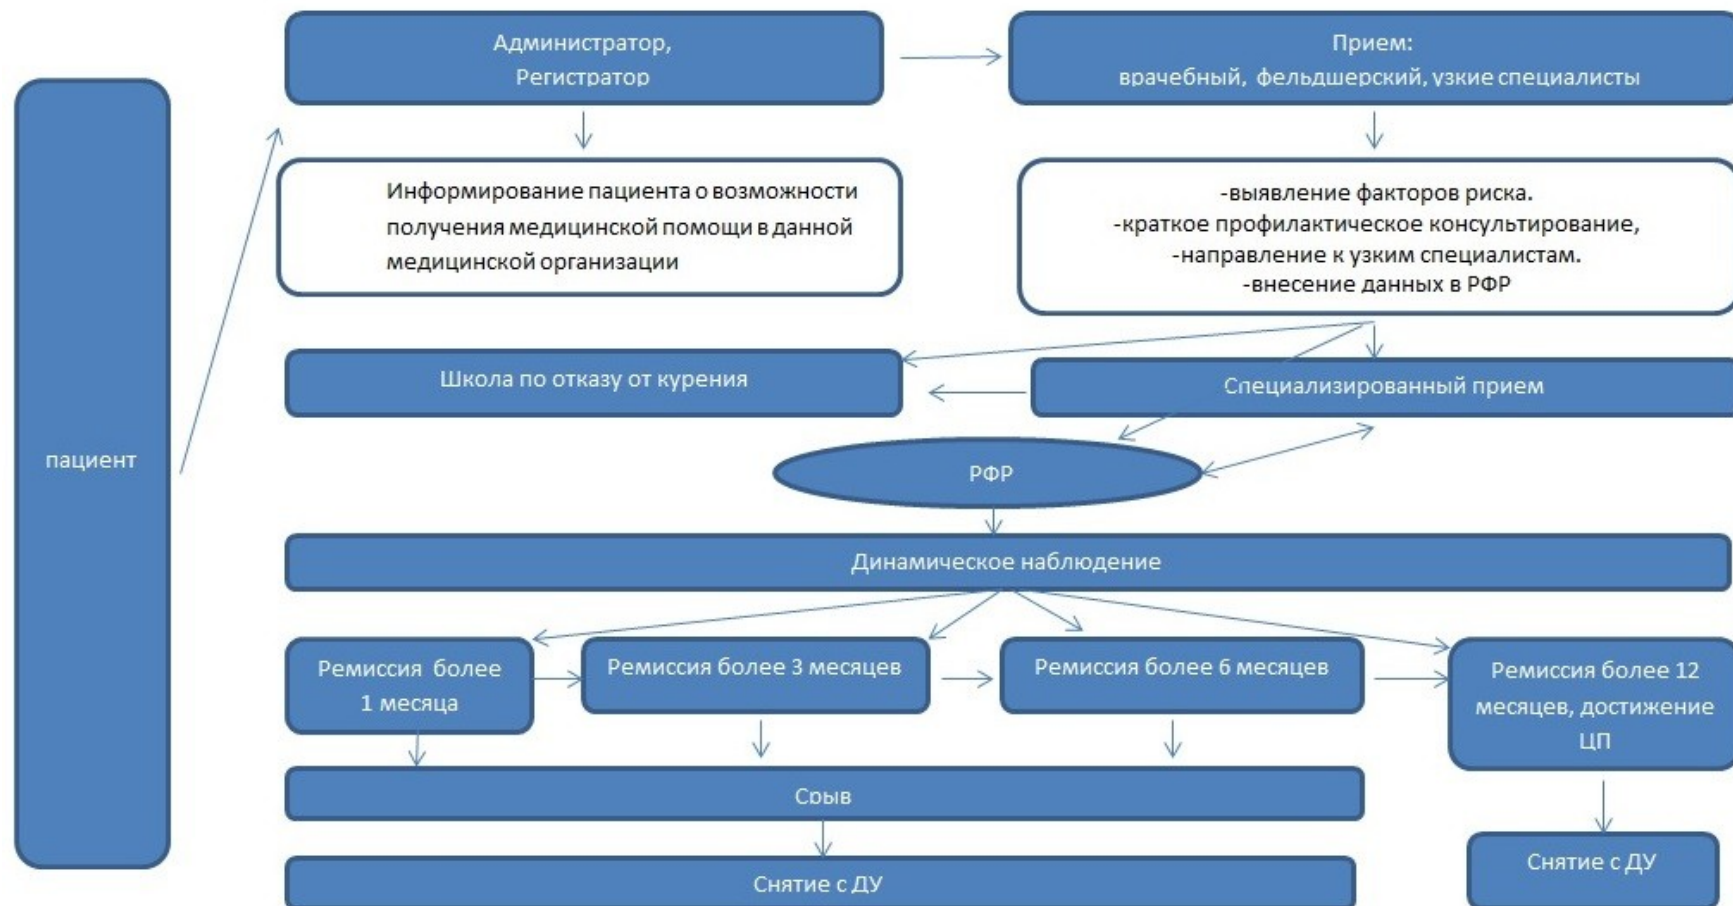 Администратор,
Регистратор
Прием:
врачебный, фельдшерский, узкие специалисты
пациент
Информирование пациента о возможности
получения медицинской помощи в данной
медицинской организации
-выявление факторов риска.
-краткое профилактическое консультирование,
-направление к узким специалистам.
-внесение данных в РФР
Школа по отказу от курения
Специализированный прием
РФР
Динамическое наблюдение
Ремиссия более
1 месяца
Ремиссия более 3 месяцев
Ремиссия более 6 месяцев
Ремиссия более 12
месяцев, достижение
ЦП
Срыв
Снятие с ДУ
Снятие с ДУ